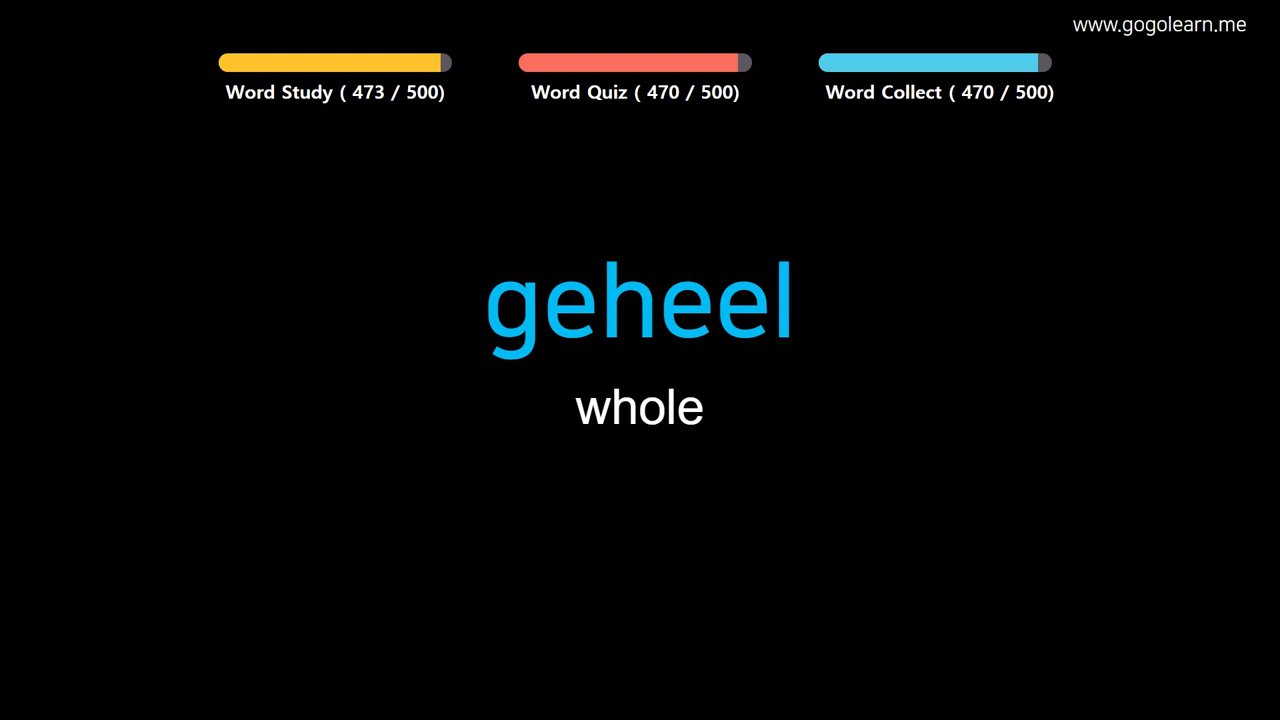 www.gogolearn.me
Word Study ( 473 / 500)
Word Quiz ( 470 / 500)
Word Collect ( 470 / 500)
geheel
whole